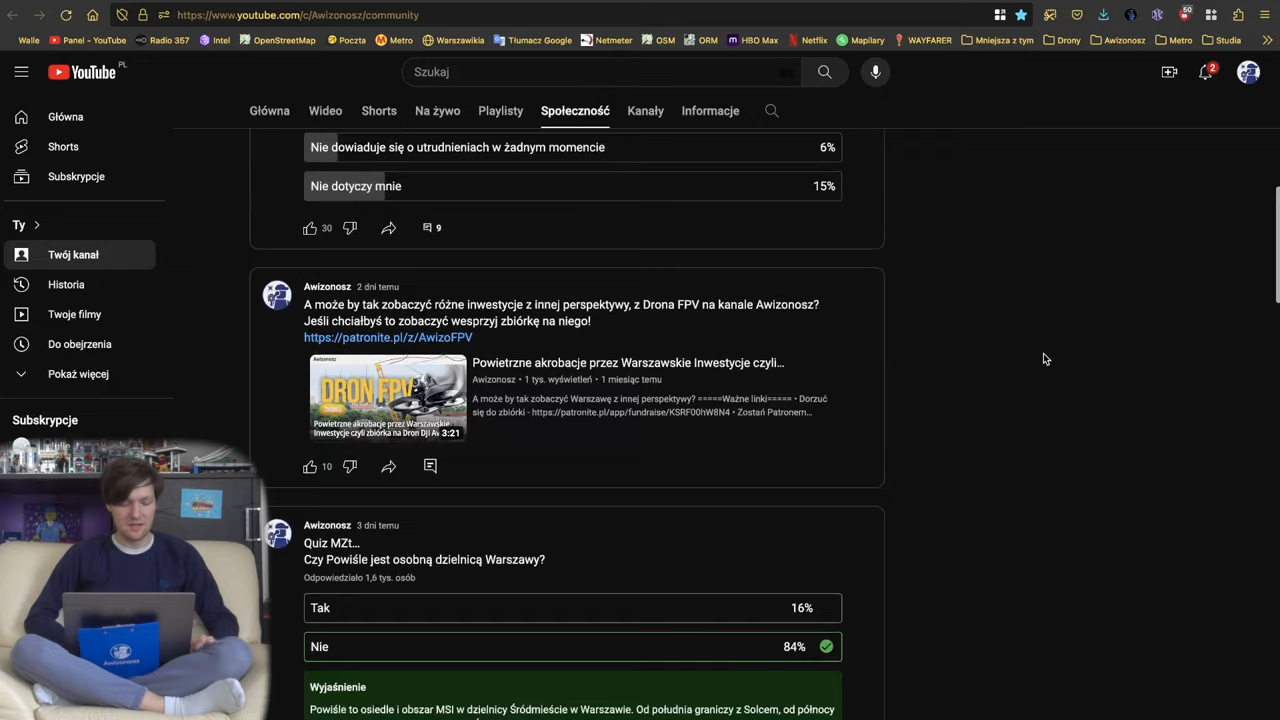 https://www.youtube.com/c/Awizonosz/community
50
Walle
Panel - YouTube
Radio 357
Intel
OpenStreetMap
Poczta
Metro
Warszawikia
Tłumacz Google
Netmeter
OSM
ORM
HBO Max
Netflix
Mapilary
WAYFARER
Mniejsza z tym
Drony
Awizonosz
Metro
Studia
YouTube PL
Szukaj
2
Główna
Wideo
Shorts
Na żywo
Playlisty
Społeczność
Kanały
Informacje
Główna
Shorts
Subskrypcje
Ty
Twój kanał
Historia
Twoje filmy
Do obejrzenia
Pokaż więcej
Subskrypcje
Nie dowiaduje się o utrudnieniach w żadnym momencie 6%
Nie dotyczy mnie 15%
30
9
Awizonosz 2 dni temu
A może by tak zobaczyć różne inwestycje z innej perspektywy, z Drona FPV na kanale Awizonosz?
Jeśli chciałbyś to zobaczyć wesprzyj zbiórkę na niego!
https://patronite.pl/z/AwizoFPV
Awizonosz
DRON FPV
ZBIÓRKA
Powietrzne akrobacje przez Warszawskie
Inwestycje czyli zbiórka na Dron Dji Av
3:21
Powietrzne akrobacje przez Warszawskie Inwestycje czyli...
Awizonosz • 1 tys. wyświetleń • 1 miesiąc temu
A może by tak zobaczyć Warszawę z innej perspektywy? =====Ważne linki===== • Dorzuć
się do zbiórki - https://patronite.pl/app/fundraise/KSRF00hW8N4 • Zostań Patronem...
10
Awizonosz 3 dni temu
Quiz MZt...
Czy Powiśle jest osobną dzielnicą Warszawy?
Odpowiedziało 1,6 tys. osób
Tak 16%
Nie 84%
Wyjaśnienie
Powiśle to osiedle i obszar MSI w dzielnicy Śródmieście w Warszawie. Od południa graniczy z Solcem, od północy
Awizonosz